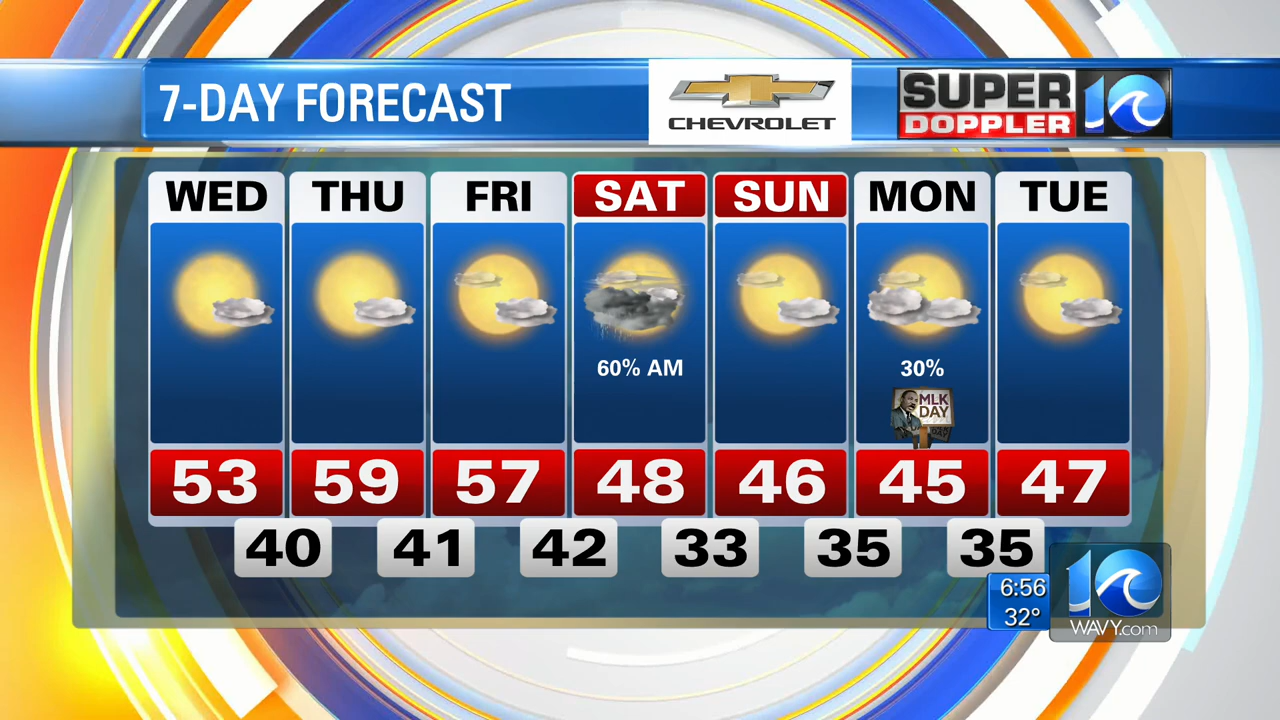 7-DAY FORECAST
CHEVROLET
SUPER
DOPPLER
10
WED THU FRI SAT SUN MON TUE
60% AM 30%
MLK
DAY
53 59 57 48 46 45 47
40 41 42 33 35 35
6:56
32°
10
WAVY.com